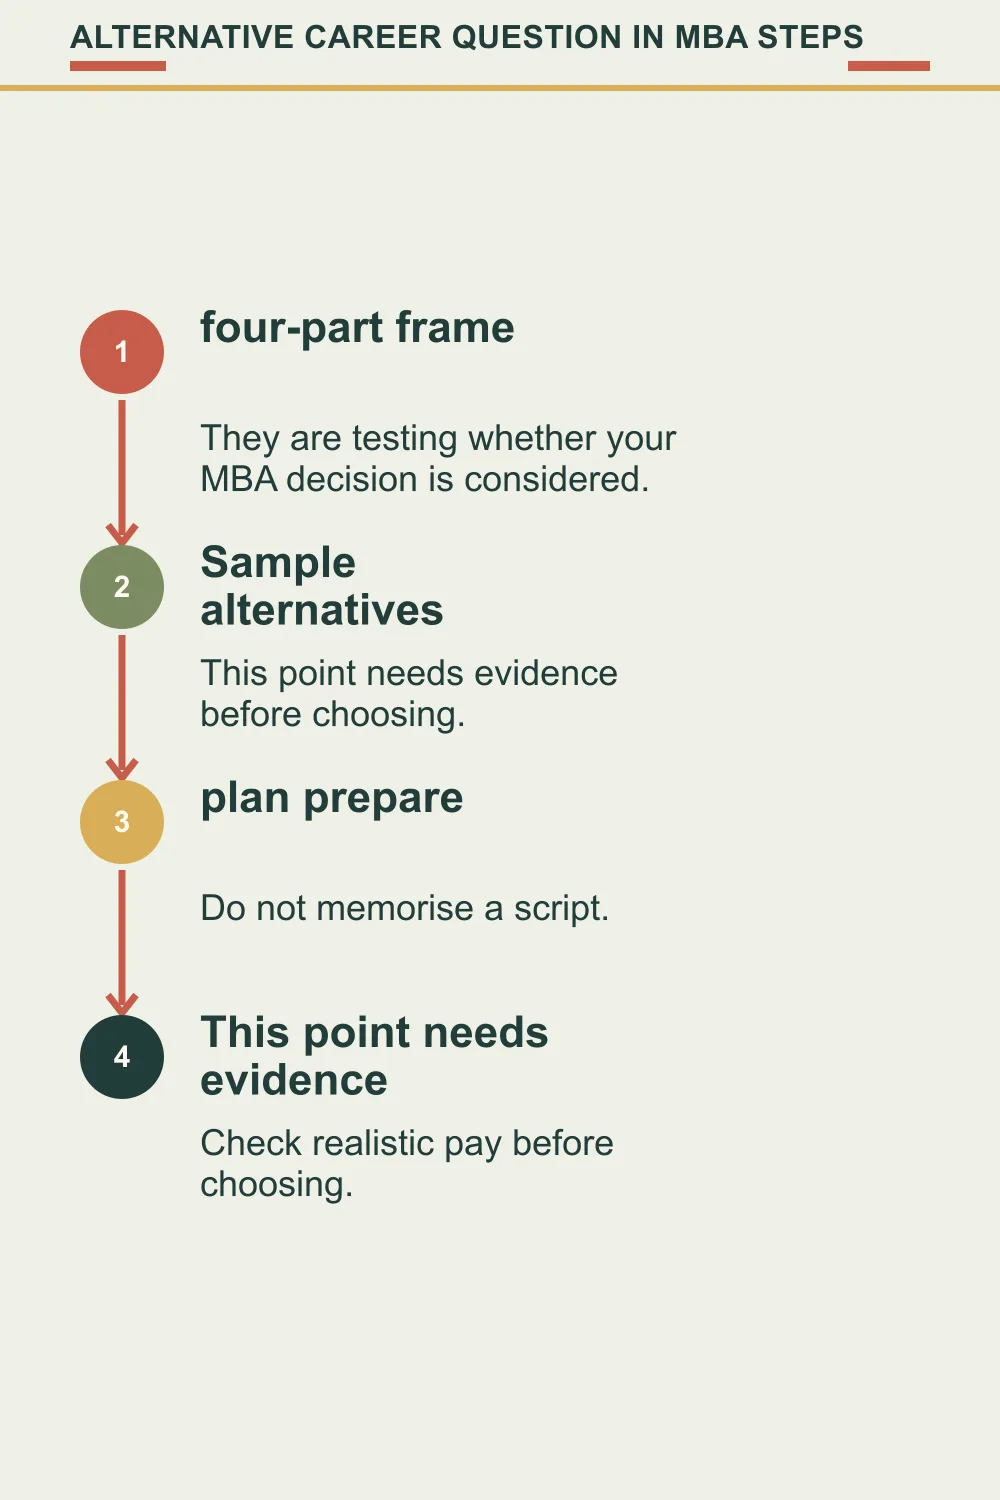 ALTERNATIVE CAREER QUESTION IN MBA STEPS
1
four-part frame
They are testing whether your
MBA decision is considered.
2
Sample
alternatives
This point needs evidence
before choosing.
3
plan prepare
Do not memorise a script.
4
This point needs
evidence
Check realistic pay before
choosing.